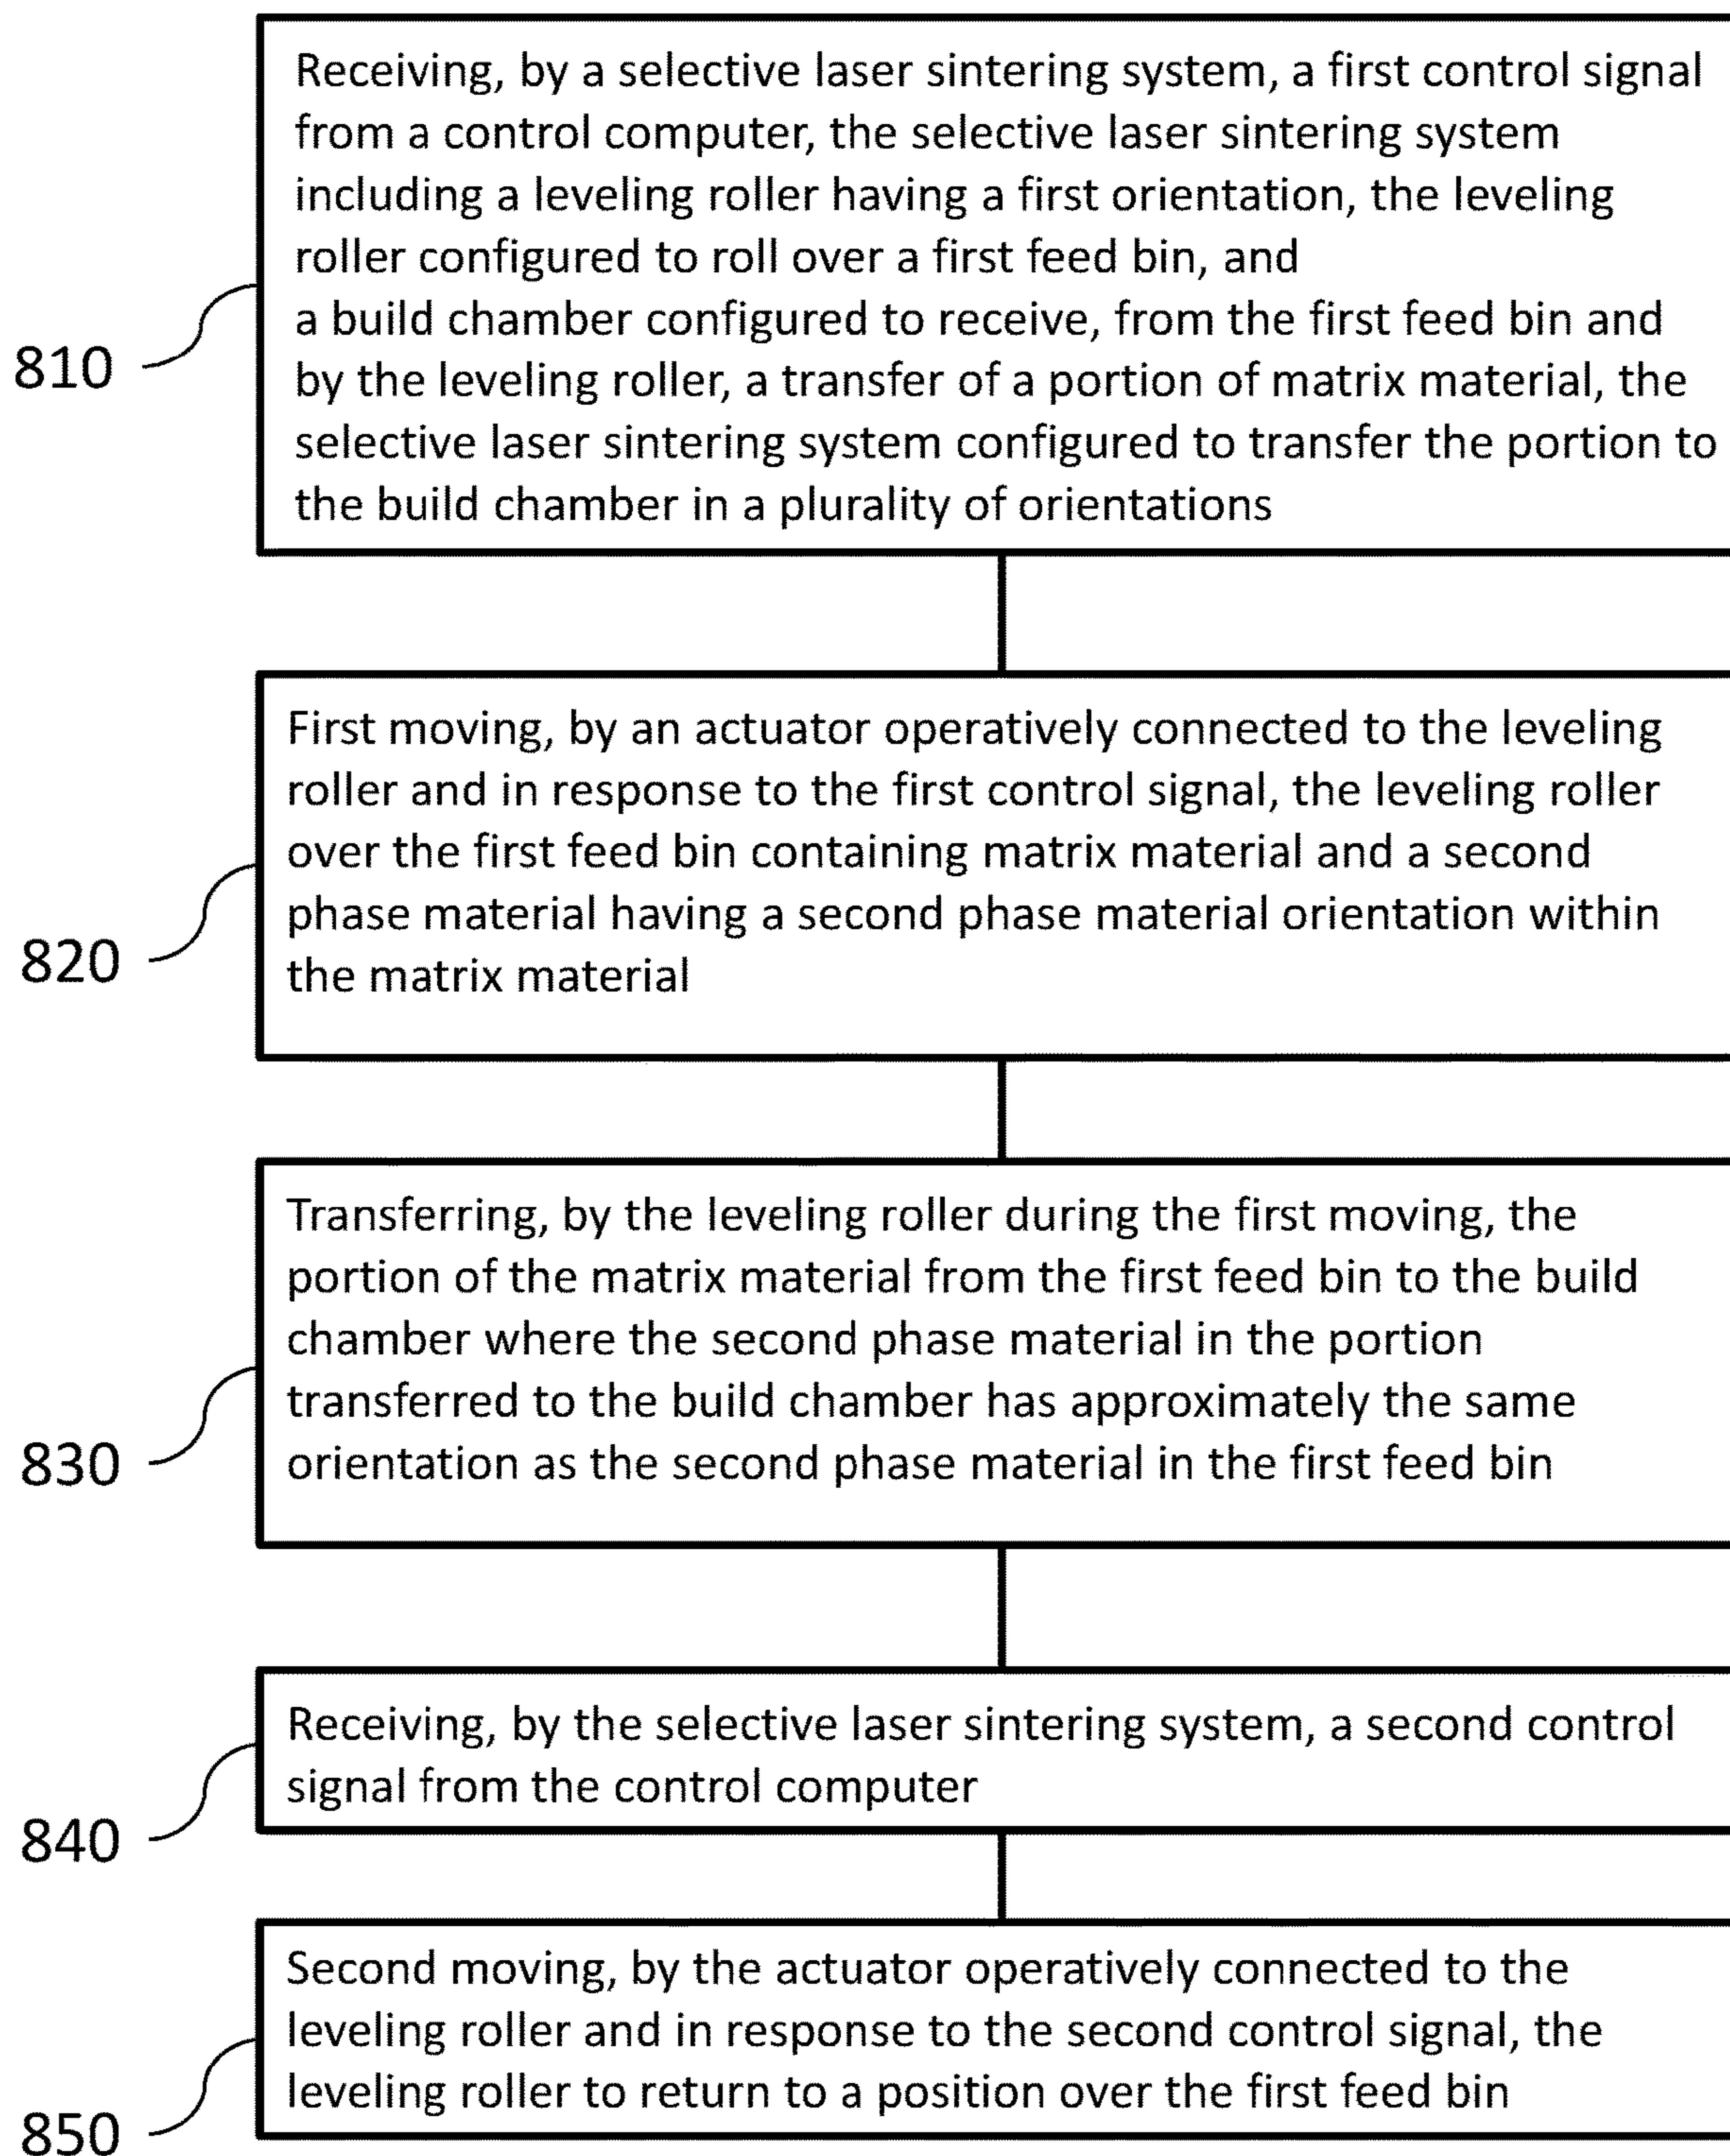 Receiving, by a selective laser sintering system, a first control signal
from a control computer, the selective laser sintering system
including a leveling roller having a first orientation, the leveling
roller configured to roll over a first feed bin, and
a build chamber configured to receive, from the first feed bin and
by the leveling roller, a transfer of a portion of matrix material, the
selective laser sintering system configured to transfer the portion to
the build chamber in a plurality of orientations
810
First moving, by an actuator operatively connected to the leveling
roller and in response to the first control signal, the leveling roller
over the first feed bin containing matrix material and a second
phase material having a second phase material orientation within
the matrix material
820
Transferring, by the leveling roller during the first moving, the
portion of the matrix material from the first feed bin to the build
chamber where the second phase material in the portion
transferred to the build chamber has approximately the same
orientation as the second phase material in the first feed bin
830
Receiving, by the selective laser sintering system, a second control
signal from the control computer
840
Second moving, by the actuator operatively connected to the
leveling roller and in response to the second control signal, the
leveling roller to return to a position over the first feed bin
850